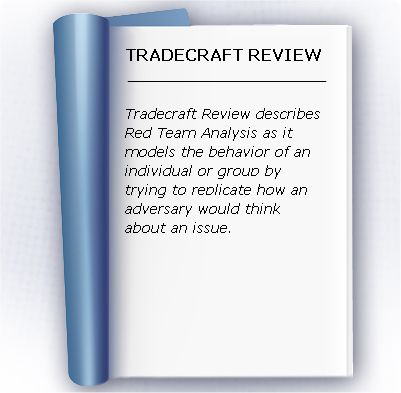 TRADECRAFT REVIEW
Tradecraft Review describes
Red Team Analysis as it
models the behavior of an
individual or group by
trying to replicate how an
adversary would think
about an issue.